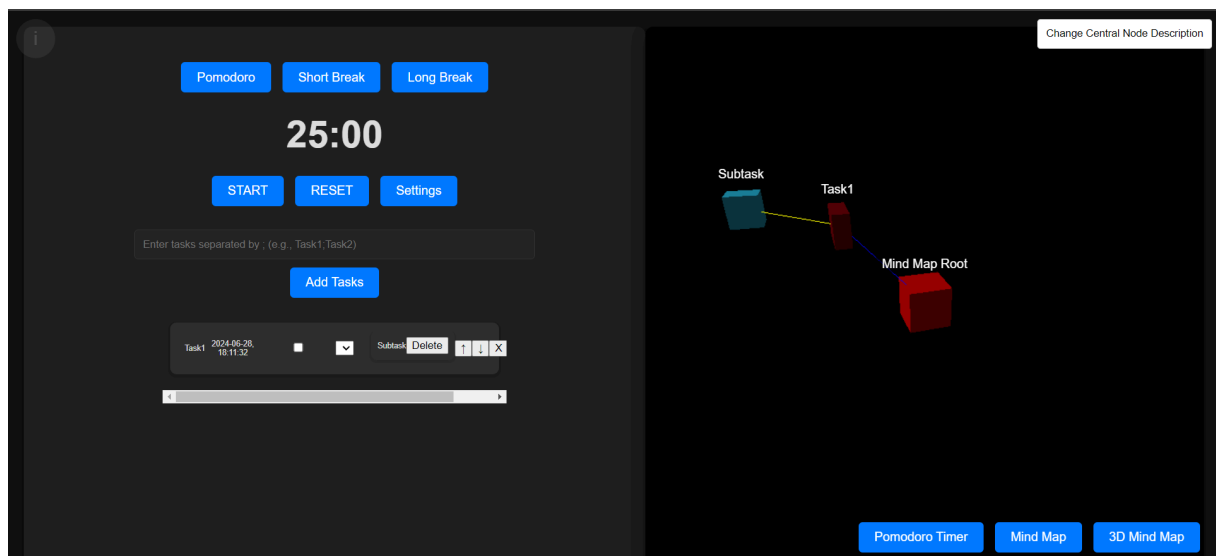 i
Change Central Node Description
Pomodoro
Short Break
Long Break
25:00
START
RESET
Settings
Enter tasks separated by ; (e.g., Task1;Task2)
Add Tasks
Task1
2024-06-28,
18:11:32
Subtask
Delete
↑
↓
X
Subtask
Task1
Mind Map Root
Pomodoro Timer
Mind Map
3D Mind Map